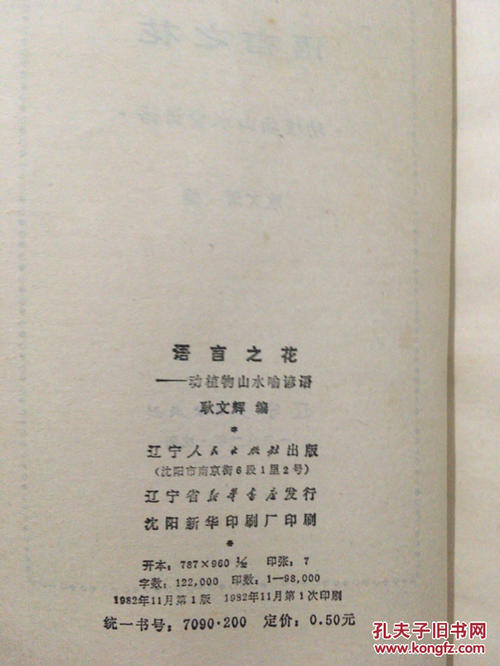 语言之花
——动植物山水喻谚语
耿文辉 编
*
辽宁人民出版社出版
(沈阳市南京街6段1里2号)
辽宁省新华书店发行
沈阳新华印刷厂印刷
*
开本：787×960 1/32 印张：7
字数：122,000 印数：1—98,000
1982年11月第1版 1982年11月第1次印刷
统一书号：7090·200 定价：0.50元
孔夫子旧书网
KONGFZ.COM